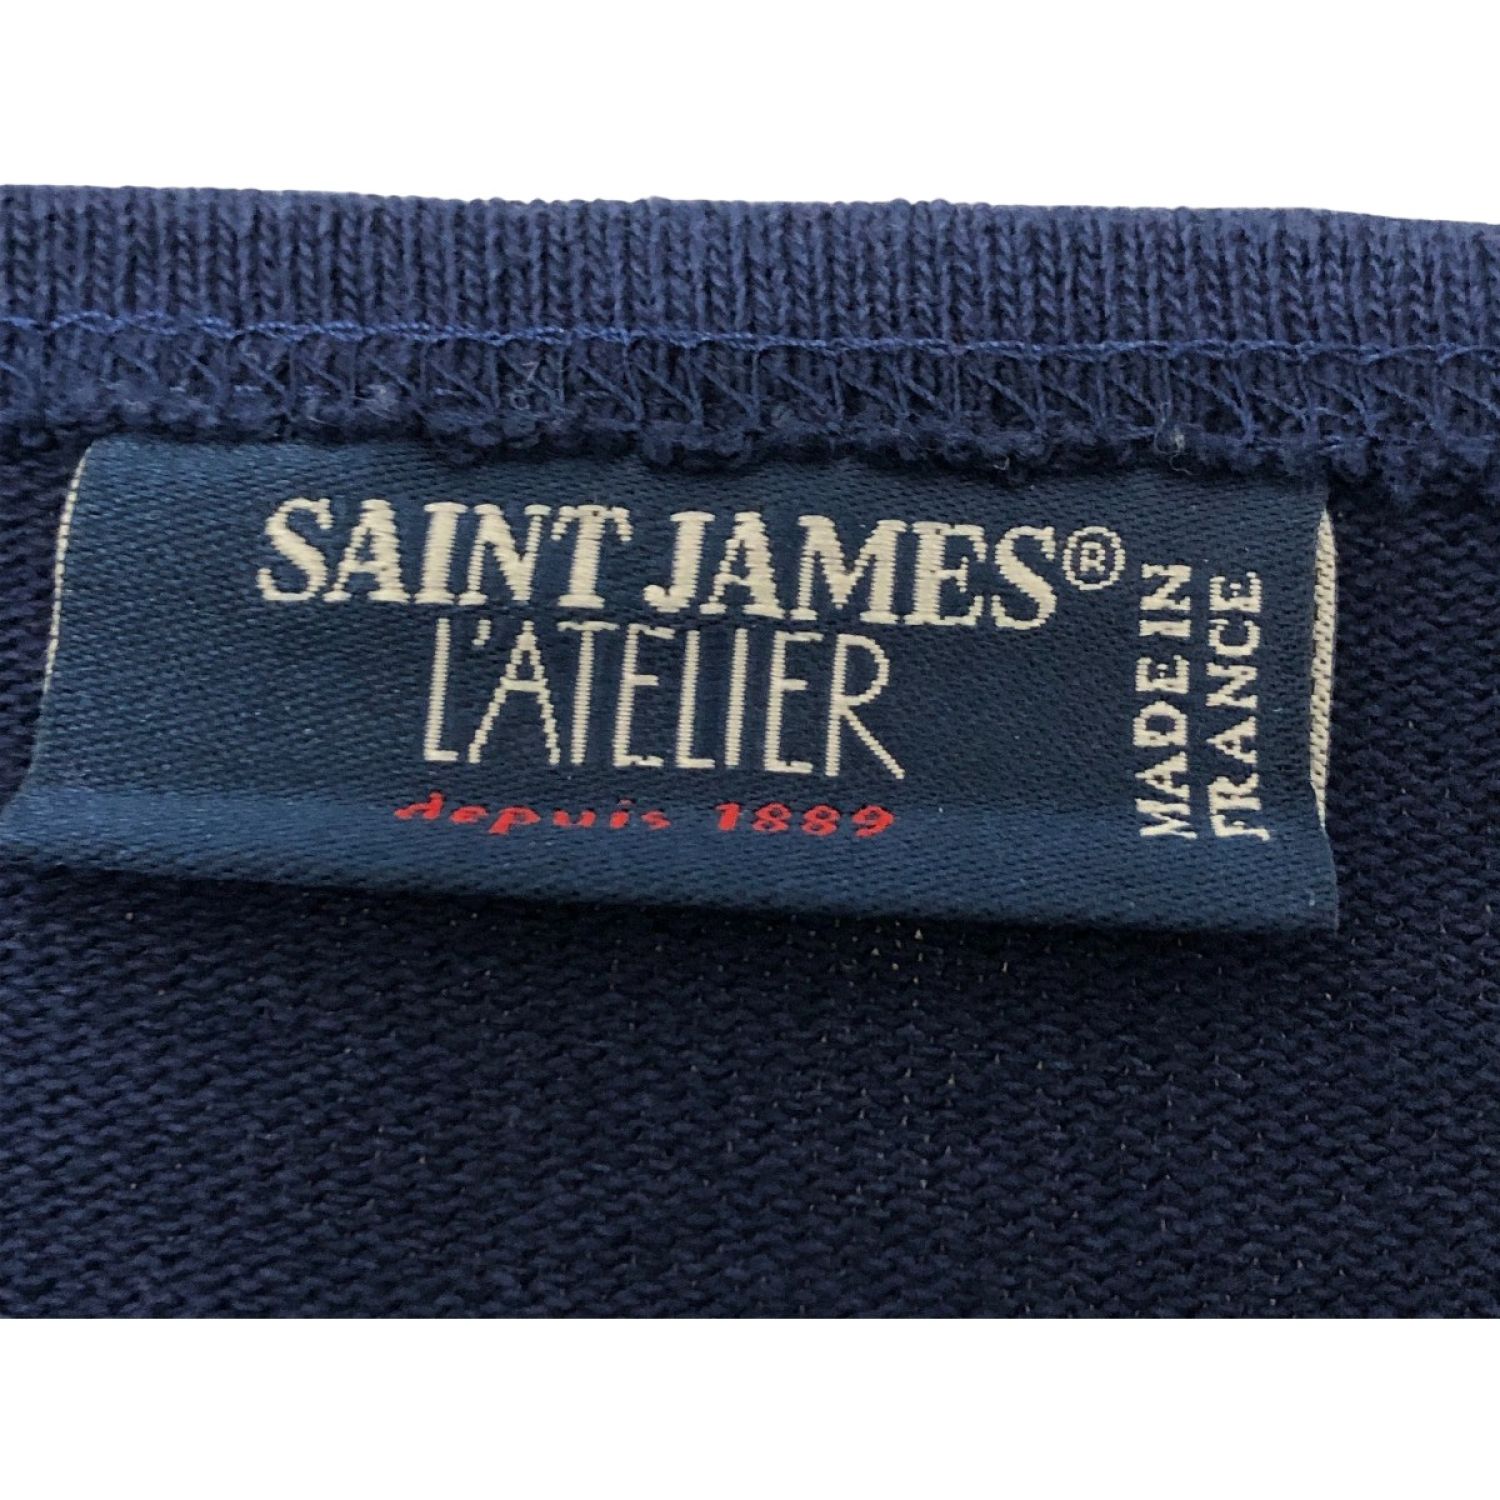 SAINT JAMES®
L'ATELIER
depuis 1889
MADE IN
FRANCE